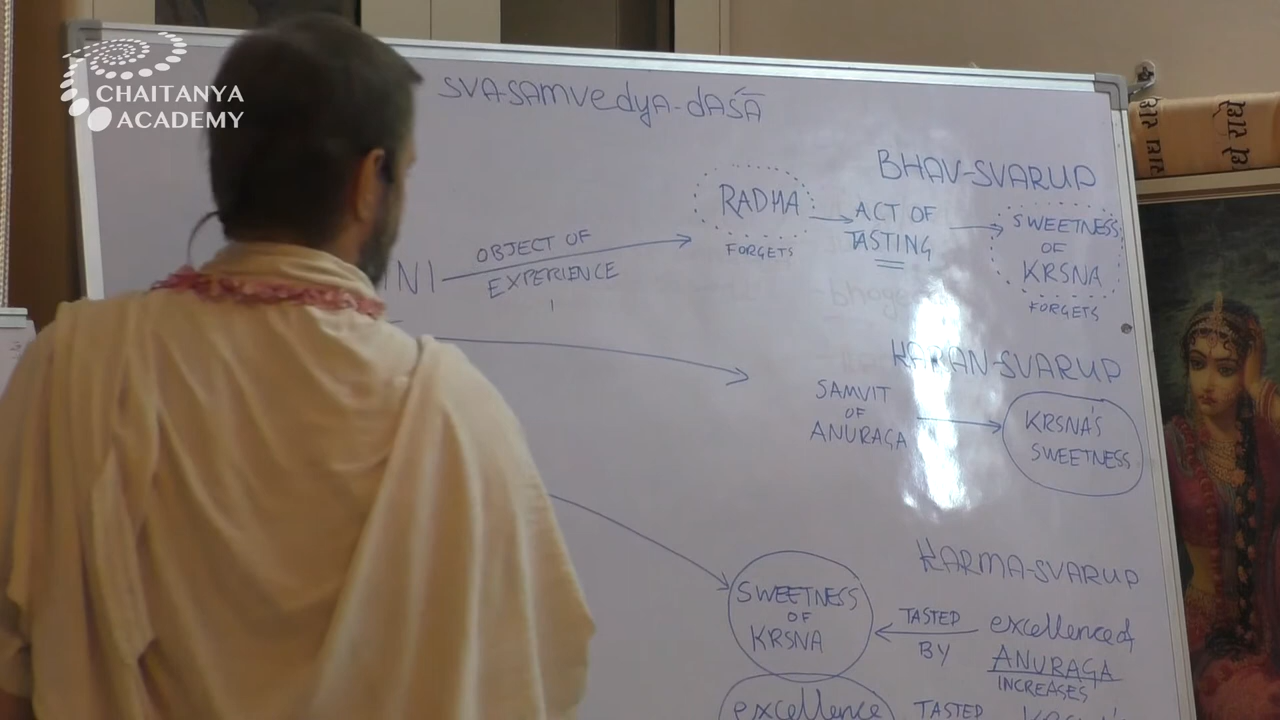 CHAITANYA
ACADEMY
SVA-SAMVEDYA-DAŚĀ
BHAV-SVARUP
NI
OBJECT OF
EXPERIENCE
RADHA
FORGETS
ACT OF
TASTING
SWEETNESS
OF
KRSNA
FORGETS
KARAN-SVARUP
SAMVIT
OF
ANURAGA
KRSNA'S
SWEETNESS
KARMA-SVARUP
SWEETNESS
OF
KRSNA
TASTED
BY
excellence of
ANURAGA
INCREASES
excellence
TASTED